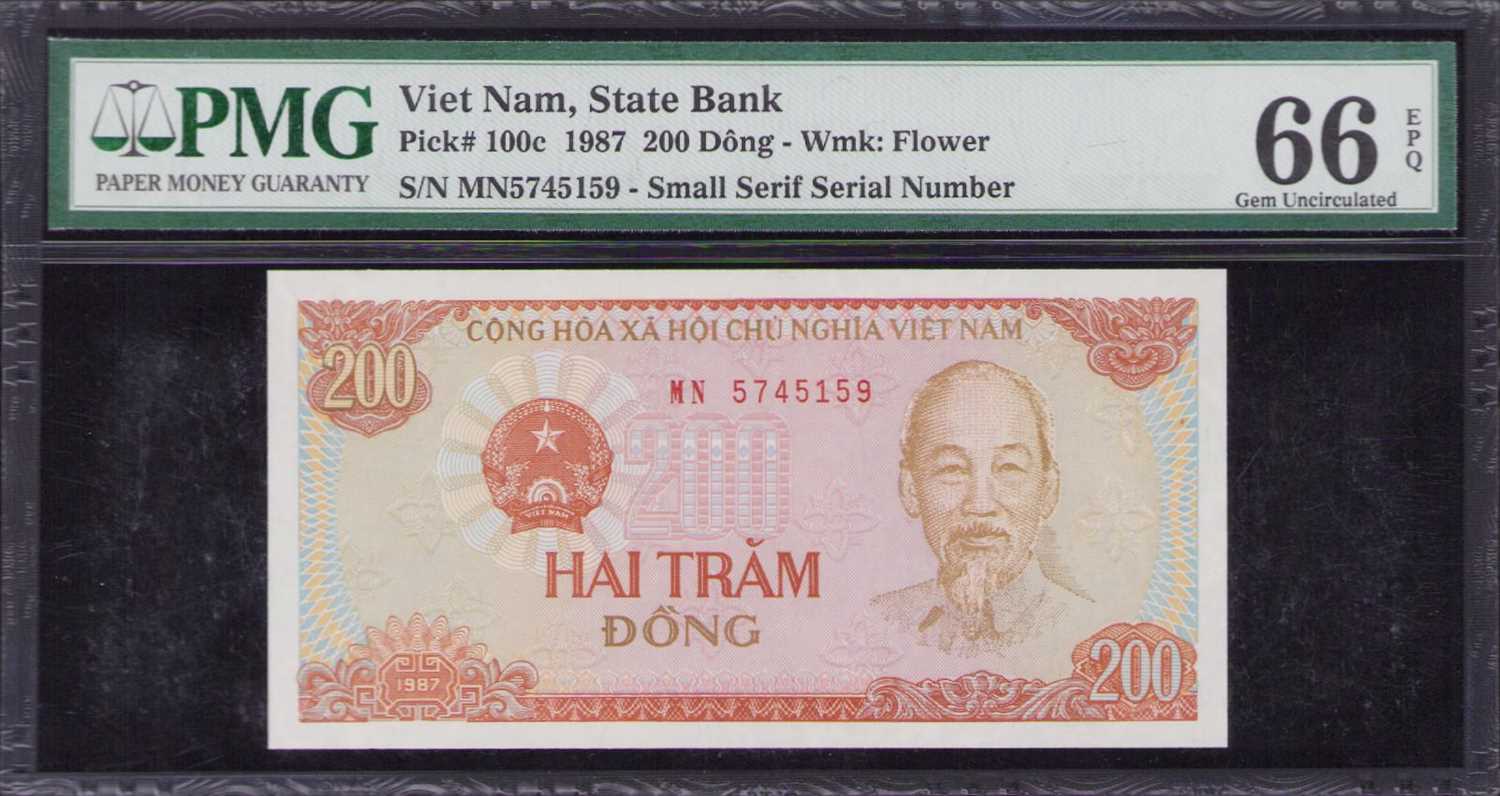 PMG
PAPER MONEY GUARANTY
Viet Nam, State Bank
Pick# 100c 1987 200 Dông - Wmk: Flower
S/N MN5745159 - Small Serif Serial Number
66
EPQ
Gem Uncirculated
CỘNG HÒA XÃ HỘI CHỦ NGHĨA VIỆT NAM
200
MN 5745159
200
VIỆT NAM
HAI TRĂM
ĐỒNG
1987
200